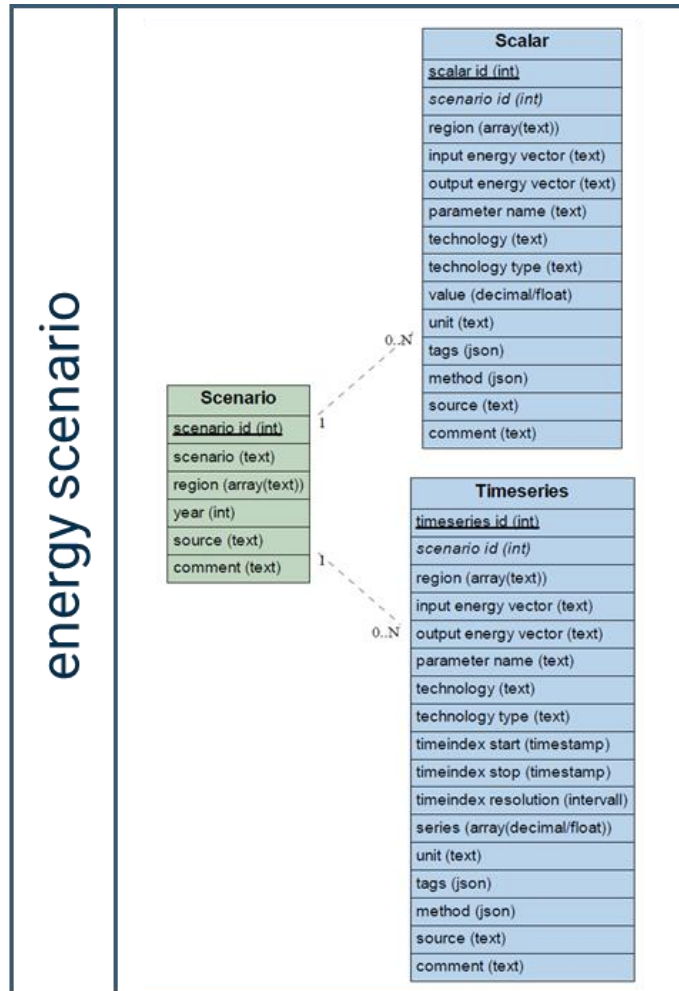 energy scenario
Scalar
scalar id (int)
scenario id (int)
region (array(text))
input energy vector (text)
output energy vector (text)
parameter name (text)
technology (text)
technology type (text)
value (decimal/float)
unit (text)
tags (json)
method (json)
source (text)
comment (text)
0..N
1
Scenario
scenario id (int)
scenario (text)
region (array(text))
year (int)
source (text)
comment (text)
1
0..N
Timeseries
timeseries id (int)
scenario id (int)
region (array(text))
input energy vector (text)
output energy vector (text)
parameter name (text)
technology (text)
technology type (text)
timeindex start (timestamp)
timeindex stop (timestamp)
timeindex resolution (intervall)
series (array(decimal/float))
unit (text)
tags (json)
method (json)
source (text)
comment (text)